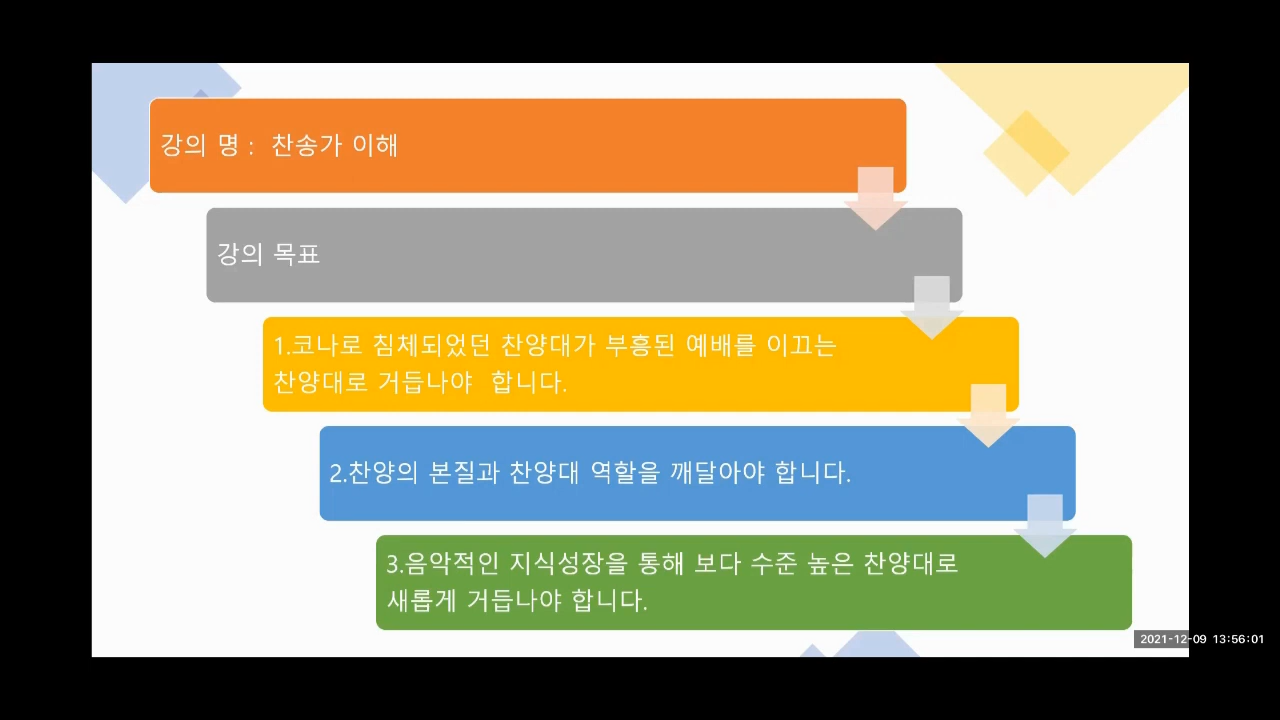 강의 명 :  찬송가 이해
강의 목표
1.코나로 침체되었던 찬양대가 부흥된 예배를 이끄는
찬양대로 거듭나야  합니다.
2.찬양의 본질과 찬양대 역할을 깨달아야 합니다.
3.음악적인 지식성장을 통해 보다 수준 높은 찬양대로
새롭게 거듭나야 합니다.
2021-12-09 13:56:01